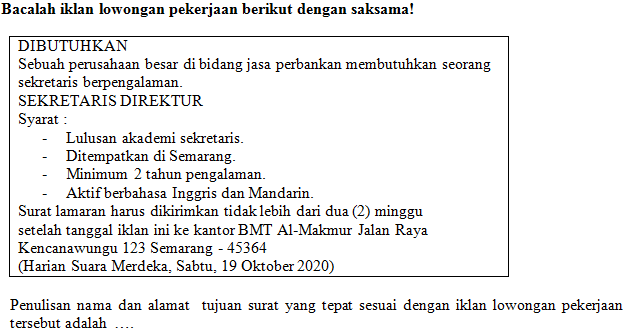 Bacalah iklan lowongan pekerjaan berikut dengan saksama!
DIBUTUHKAN
Sebuah perusahaan besar di bidang jasa perbankan membutuhkan seorang
sekretaris berpengalaman.
SEKRETARIS DIREKTUR
Syarat :
- Lulusan akademi sekretaris.
- Ditempatkan di Semarang.
- Minimum 2 tahun pengalaman.
- Aktif berbahasa Inggris dan Mandarin.
Surat lamaran harus dikirimkan tidak lebih dari dua (2) minggu
setelah tanggal iklan ini ke kantor BMT Al-Makmur Jalan Raya
Kencanawungu 123 Semarang - 45364
(Harian Suara Merdeka, Sabtu, 19 Oktober 2020)
Penulisan nama dan alamat tujuan surat yang tepat sesuai dengan iklan lowongan pekerjaan
tersebut adalah ....